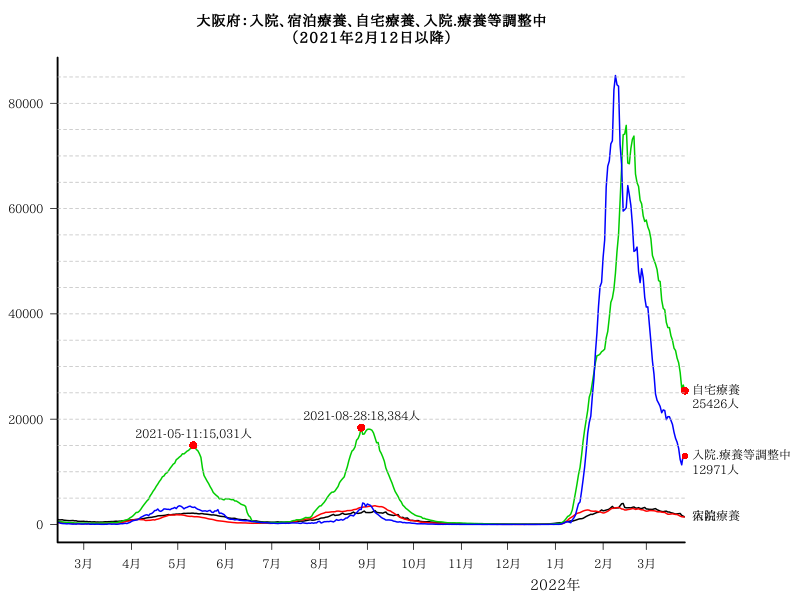 大阪府：入院、宿泊療養、自宅療養、入院.療養等調整中
（2021年2月12日以降）
80000
60000
40000
20000
0
2021-05-11:15,031人
2021-08-28:18,384人
自宅療養
25426人
入院.療養等調整中
12971人
療養
3月 4月 5月 6月 7月 8月 9月 10月 11月 12月 1月 2月 3月
2022年